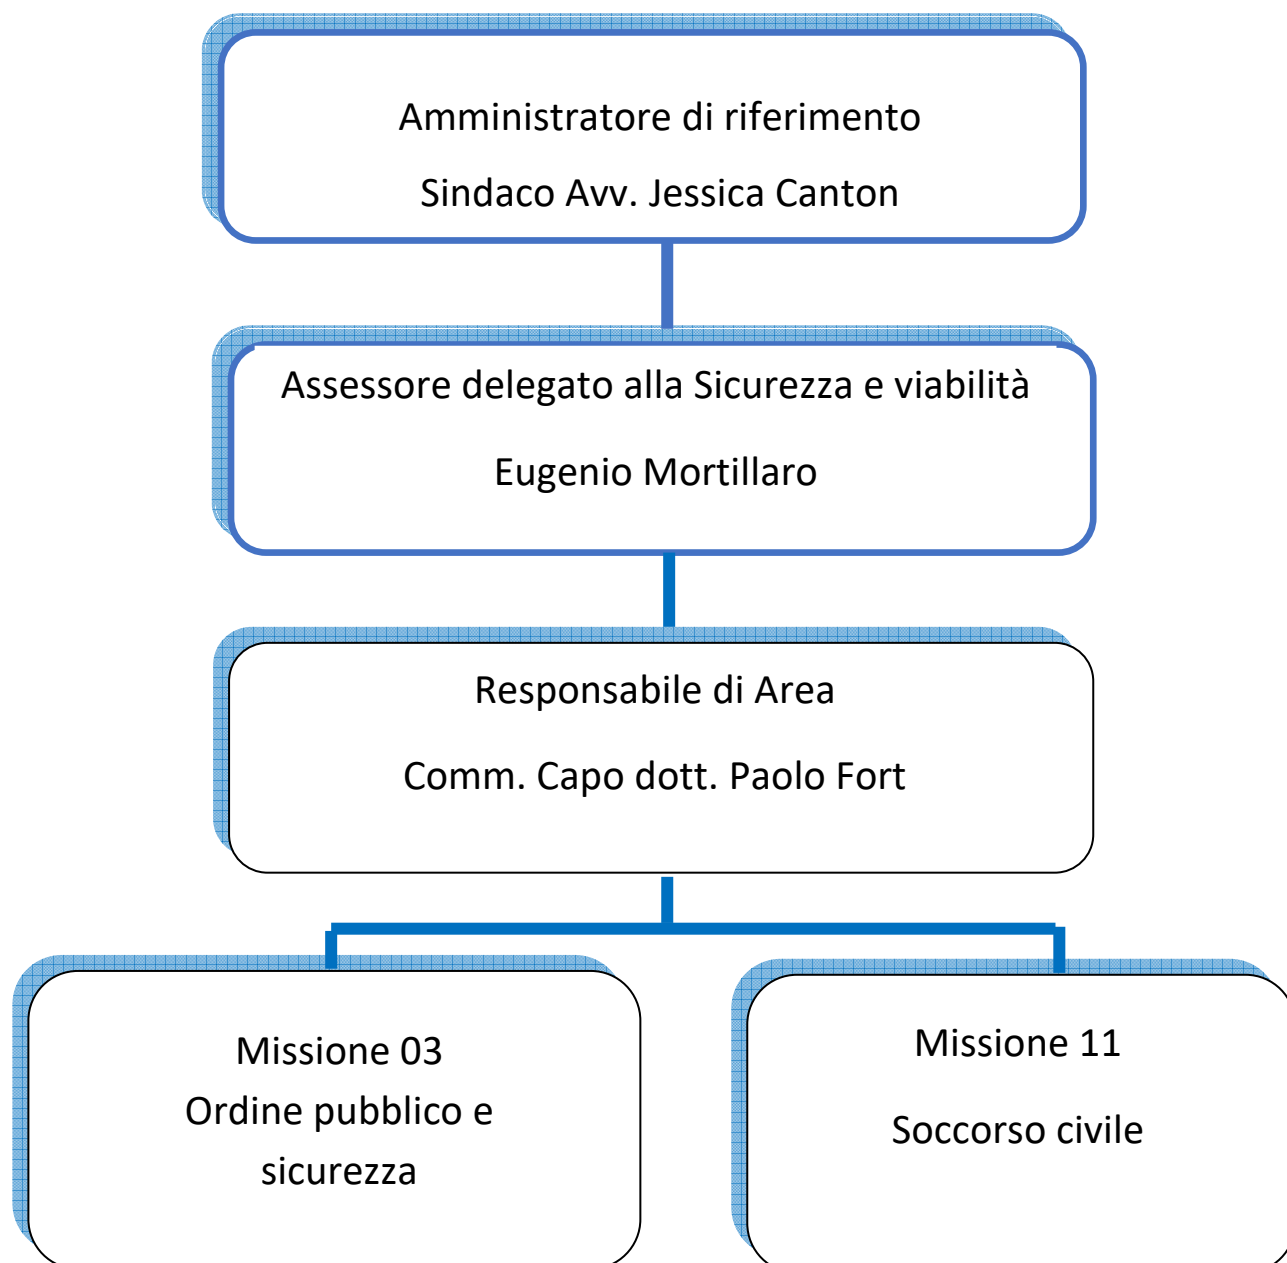 Amministratore di riferimento
Sindaco Avv. Jessica Canton
Assessore delegato alla Sicurezza e viabilità
Eugenio Mortillaro
Responsabile di Area
Comm. Capo dott. Paolo Fort
Missione 03
Ordine pubblico e
sicurezza
Missione 11
Soccorso civile